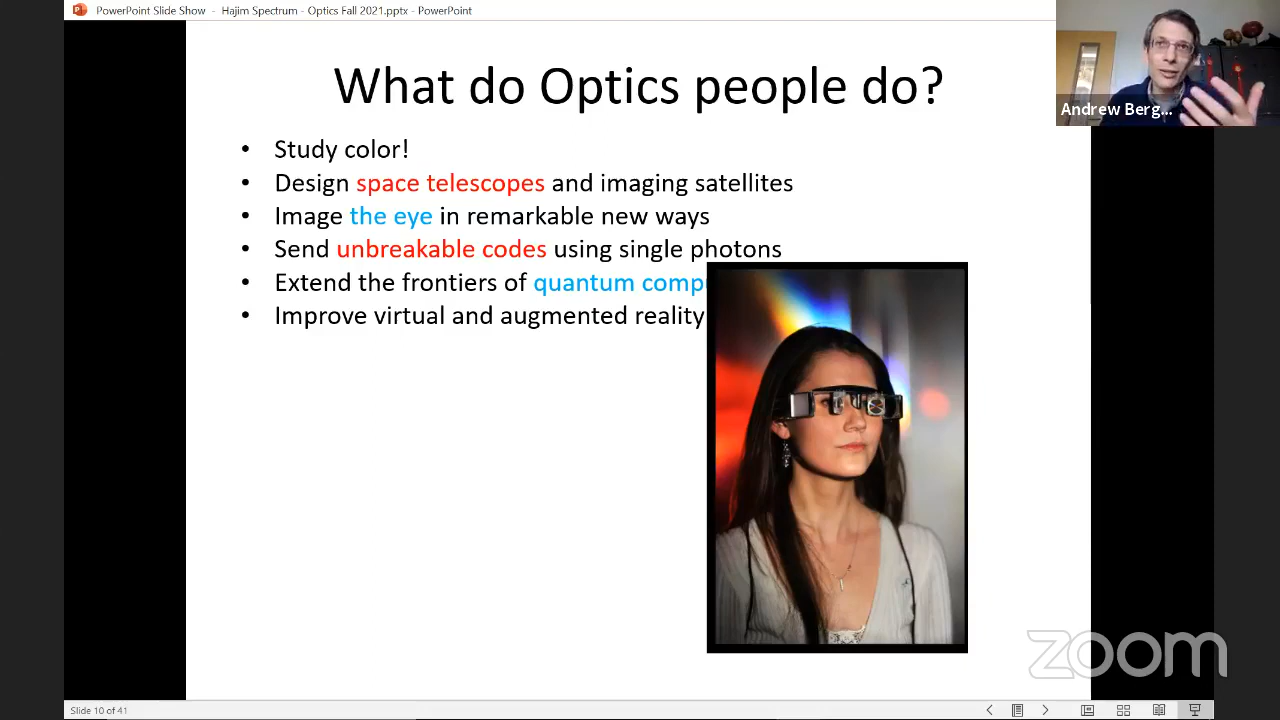 PowerPoint Slide Show - Hajim Spectrum - Optics Fall 2021.pptx - PowerPoint
What do Optics people do?
Andrew Berg...
• Study color!
• Design space telescopes and imaging satellites
• Image the eye in remarkable new ways
• Send unbreakable codes using single photons
• Extend the frontiers of quantum comp
• Improve virtual and augmented reality
zoom
Slide 10 of 41